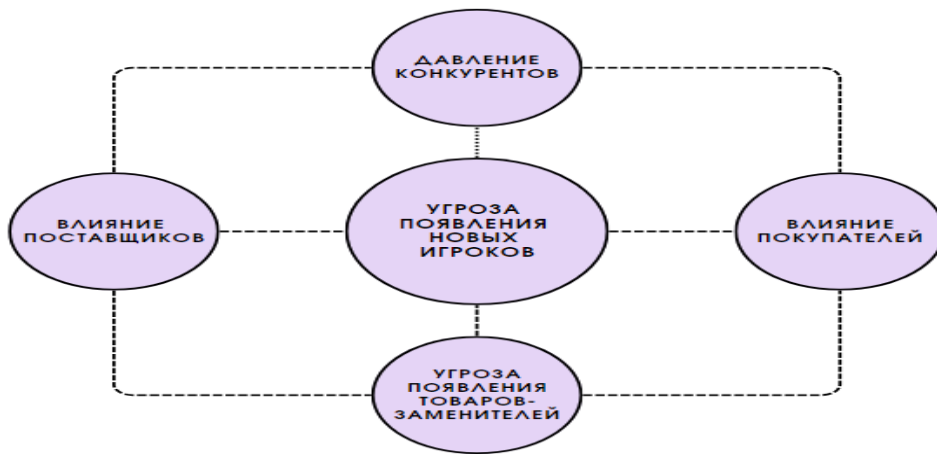 ДАВЛЕНИЕ
КОНКУРЕНТОВ
ВЛИЯНИЕ
ПОСТАВЩИКОВ
УГРОЗА
ПОЯВЛЕНИЯ
НОВЫХ
ИГРОКОВ
ВЛИЯНИЕ
ПОКУПАТЕЛЕЙ
УГРОЗА
ПОЯВЛЕНИЯ
ТОВАРОВ-
ЗАМЕНИТЕЛЕЙ